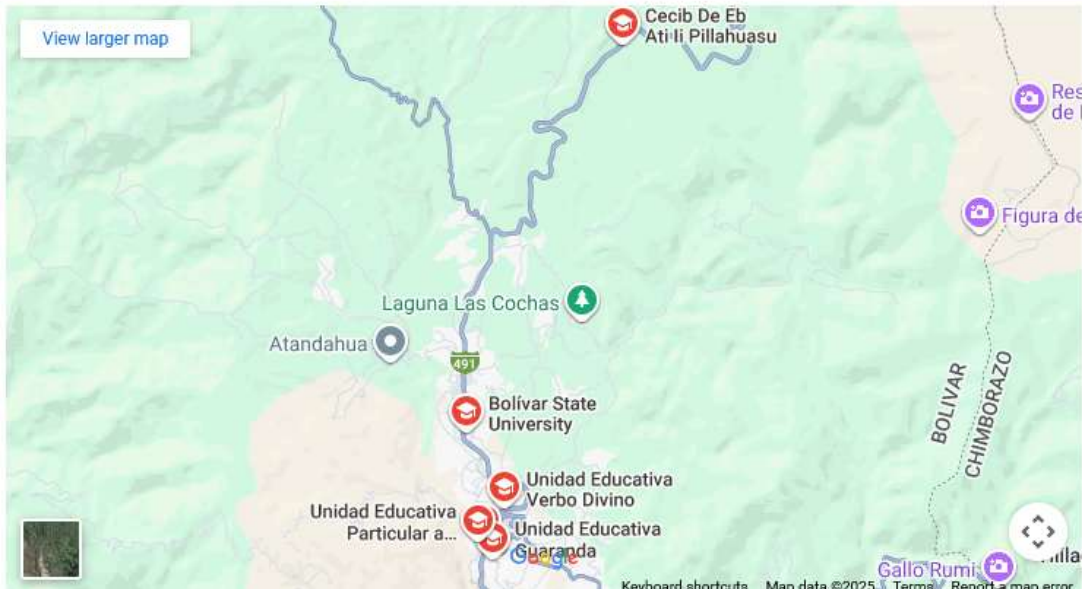 View larger map
Cecib De Eb
Ati Ii Pillahuasu
Figura de
Laguna Las Cochas
Atandahua
491
BOLIVAR
CHIMBORAZO
Bolívar State
University
Unidad Educativa
Verbo Divino
Unidad Educativa
Particular a...
Unidad Educativa
Guaranda
Google
Gallo Rumi
Keyboard shortcuts
Map data ©2025
Terms
Report a map error